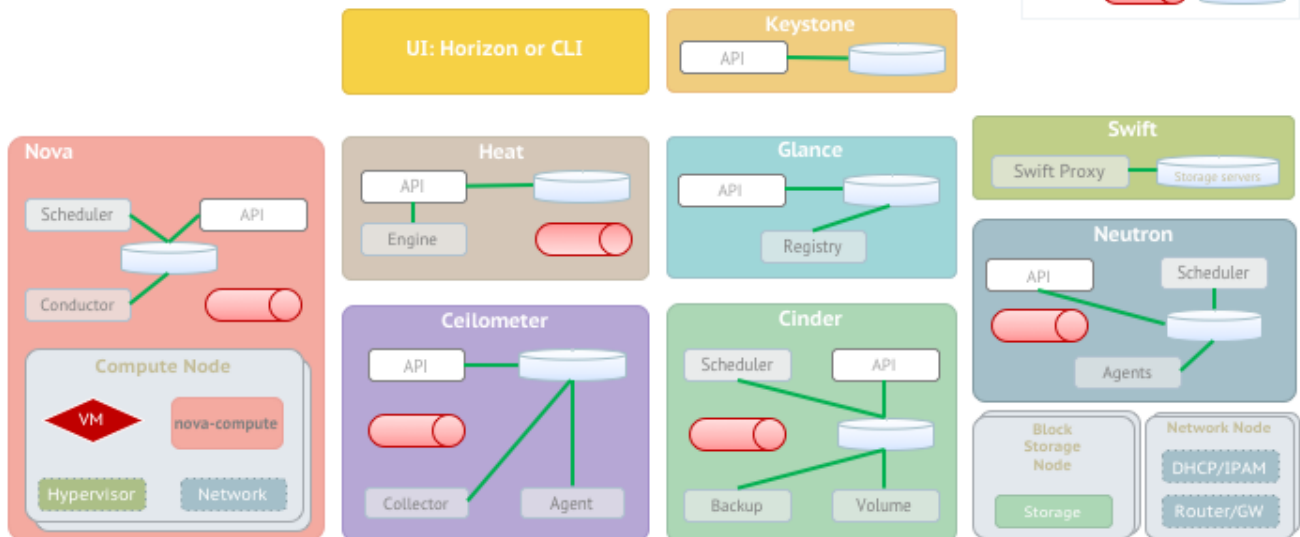 UI: Horizon or CLI
Keystone
API
Nova
Scheduler
API
Conductor
Compute Node
VM
nova-compute
Hypervisor
Network
Heat
API
Engine
Glance
API
Registry
Swift
Swift Proxy
Storage servers
Ceilometer
API
Collector
Agent
Cinder
Scheduler
API
Backup
Volume
Neutron
API
Scheduler
Agents
Block
Storage
Node
Storage
Network Node
DHCP/IPAM
Router/GW